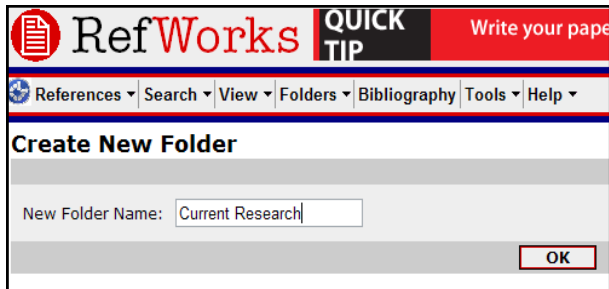 RefWorks QUICK TIP Write your pape
References Search View Folders Bibliography Tools Help
Create New Folder
New Folder Name: Current Research
OK